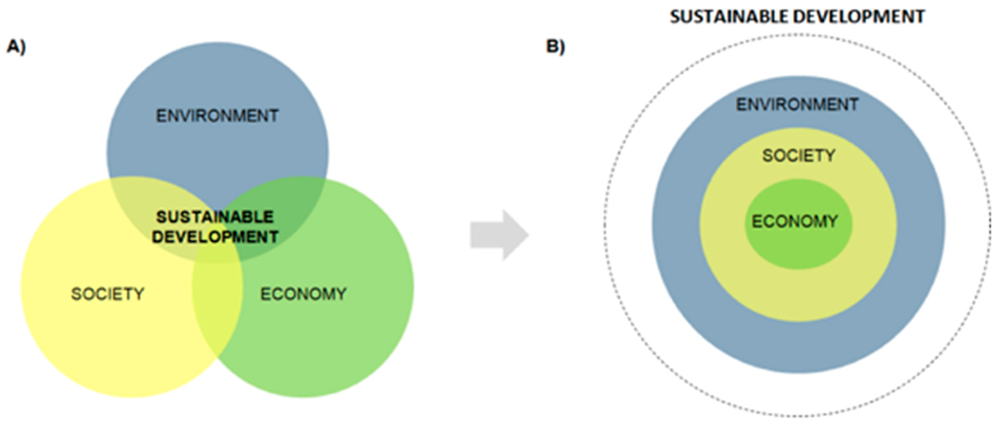 A)
ENVIRONMENT
SUSTAINABLE
DEVELOPMENT
SOCIETY
ECONOMY
SUSTAINABLE DEVELOPMENT
B)
ENVIRONMENT
SOCIETY
ECONOMY